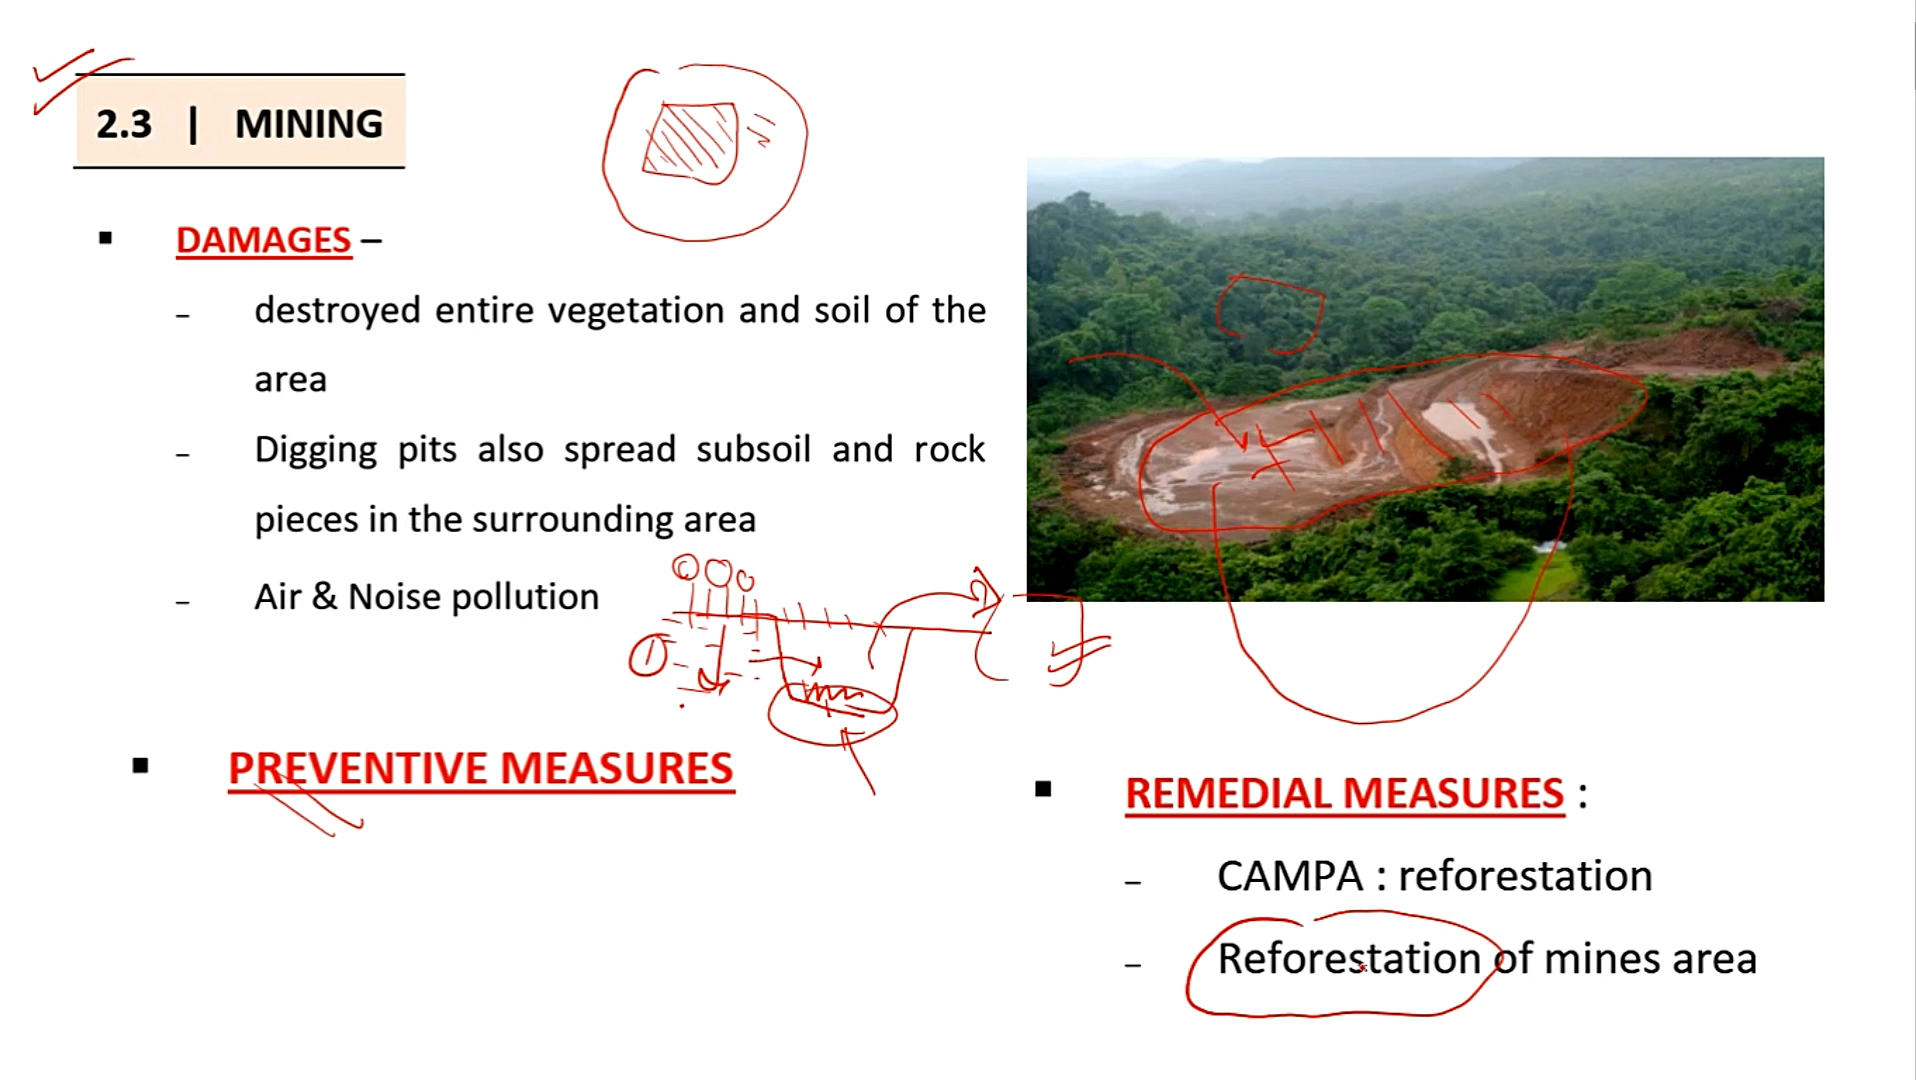 2.3 | MINING
▪ DAMAGES –
– destroyed entire vegetation and soil of the
area
– Digging pits also spread subsoil and rock
pieces in the surrounding area
– Air & Noise pollution
1
▪ PREVENTIVE MEASURES
▪ REMEDIAL MEASURES :
– CAMPA : reforestation
– Reforestation of mines area